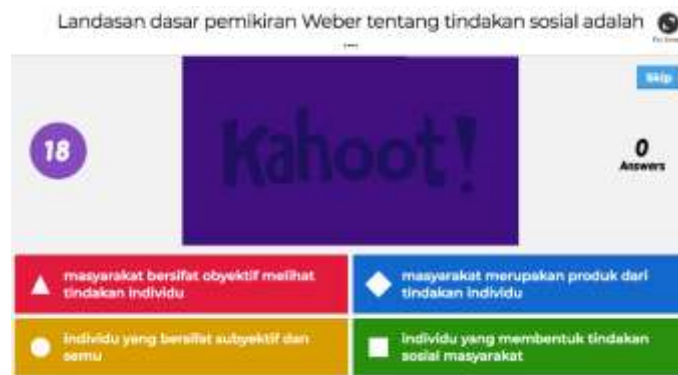 Landasan dasar pemikiran Weber tentang tindakan sosial adalah
....
Skip
18
Kahoot!
0
Answers
masyarakat bersifat obyektif melihat
tindakan individu
masyarakat merupakan produk dari
tindakan individu
individu yang bersifat subyektif dan
semu
individu yang membentuk tindakan
sosial masyarakat